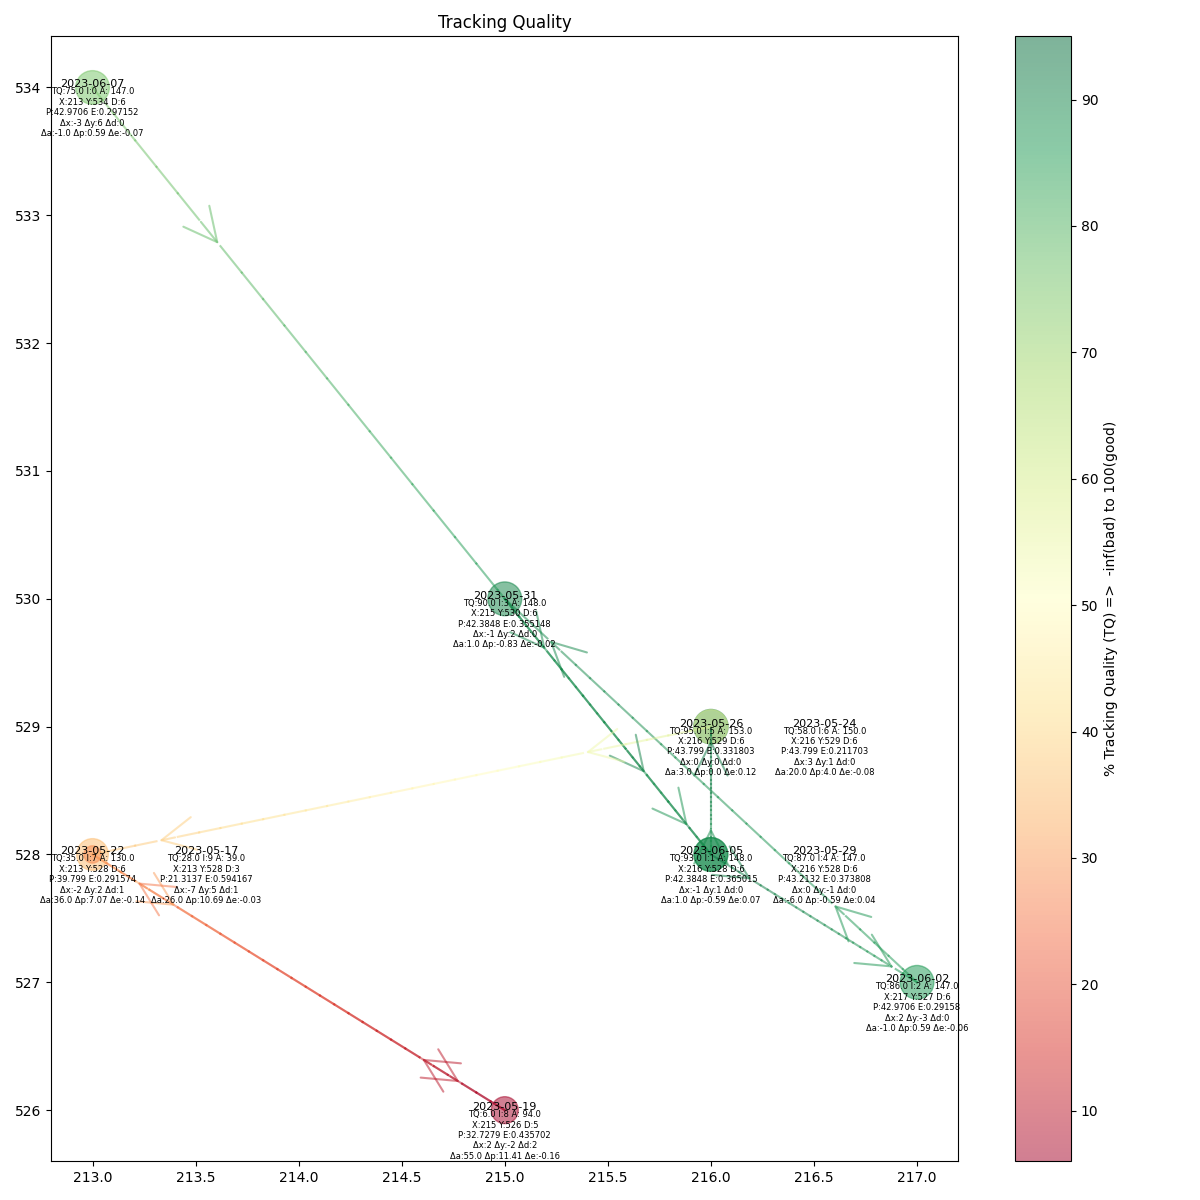 Tracking Quality
2023-06-07
TQ:75.0 I:0 A: 147.0
X:213 Y:534 D:6
P:42.9706 E:0.297152
Δx:-3 Δy:6 Δd:0
Δa:-1.0 Δp:0.59 Δe:-0.07
2023-05-31
TQ:90.0 I:3 A: 148.0
X:215 Y:530 D:6
P:42.3848 E:0.355148
Δx:-1 Δy:2 Δd:0
Δa:1.0 Δp:-0.83 Δe:-0.02
2023-05-26
TQ:95.0 I:5 A: 153.0
X:216 Y:529 D:6
P:43.799 E:0.331803
Δx:0 Δy:0 Δd:0
Δa:3.0 Δp:0.0 Δe:0.12
2023-05-24
TQ:58.0 I:6 A: 150.0
X:216 Y:529 D:6
P:43.799 E:0.211703
Δx:3 Δy:1 Δd:0
Δa:20.0 Δp:4.0 Δe:-0.08
2023-05-22
TQ:35.0 I:7 A: 130.0
X:213 Y:528 D:6
P:39.799 E:0.291574
Δx:-2 Δy:2 Δd:1
Δa:36.0 Δp:7.07 Δe:-0.14
2023-05-17
TQ:28.0 I:9 A: 39.0
X:213 Y:528 D:3
P:21.3137 E:0.594167
Δx:-7 Δy:5 Δd:1
Δa:26.0 Δp:10.69 Δe:-0.03
2023-06-05
TQ:93.0 I:1 A: 148.0
X:216 Y:528 D:6
P:42.3848 E:0.365015
Δx:-1 Δy:1 Δd:0
Δa:1.0 Δp:-0.59 Δe:0.07
2023-05-29
TQ:87.0 I:4 A: 147.0
X:216 Y:528 D:6
P:43.2132 E:0.373808
Δx:0 Δy:-1 Δd:0
Δa:-6.0 Δp:-0.59 Δe:0.04
2023-06-02
TQ:86.0 I:2 A: 147.0
X:217 Y:527 D:6
P:42.9706 E:0.29158
Δx:2 Δy:-3 Δd:0
Δa:-1.0 Δp:0.59 Δe:-0.06
2023-05-19
TQ:6.0 I:8 A: 94.0
X:215 Y:526 D:5
P:32.7279 E:0.435702
Δx:2 Δy:-2 Δd:2
Δa:55.0 Δp:11.41 Δe:-0.16
534
533
532
531
530
529
528
527
526
213.0 213.5 214.0 214.5 215.0 215.5 216.0 216.5 217.0
90
80
70
60
50
40
30
20
10
% Tracking Quality (TQ) => -inf(bad) to 100(good)